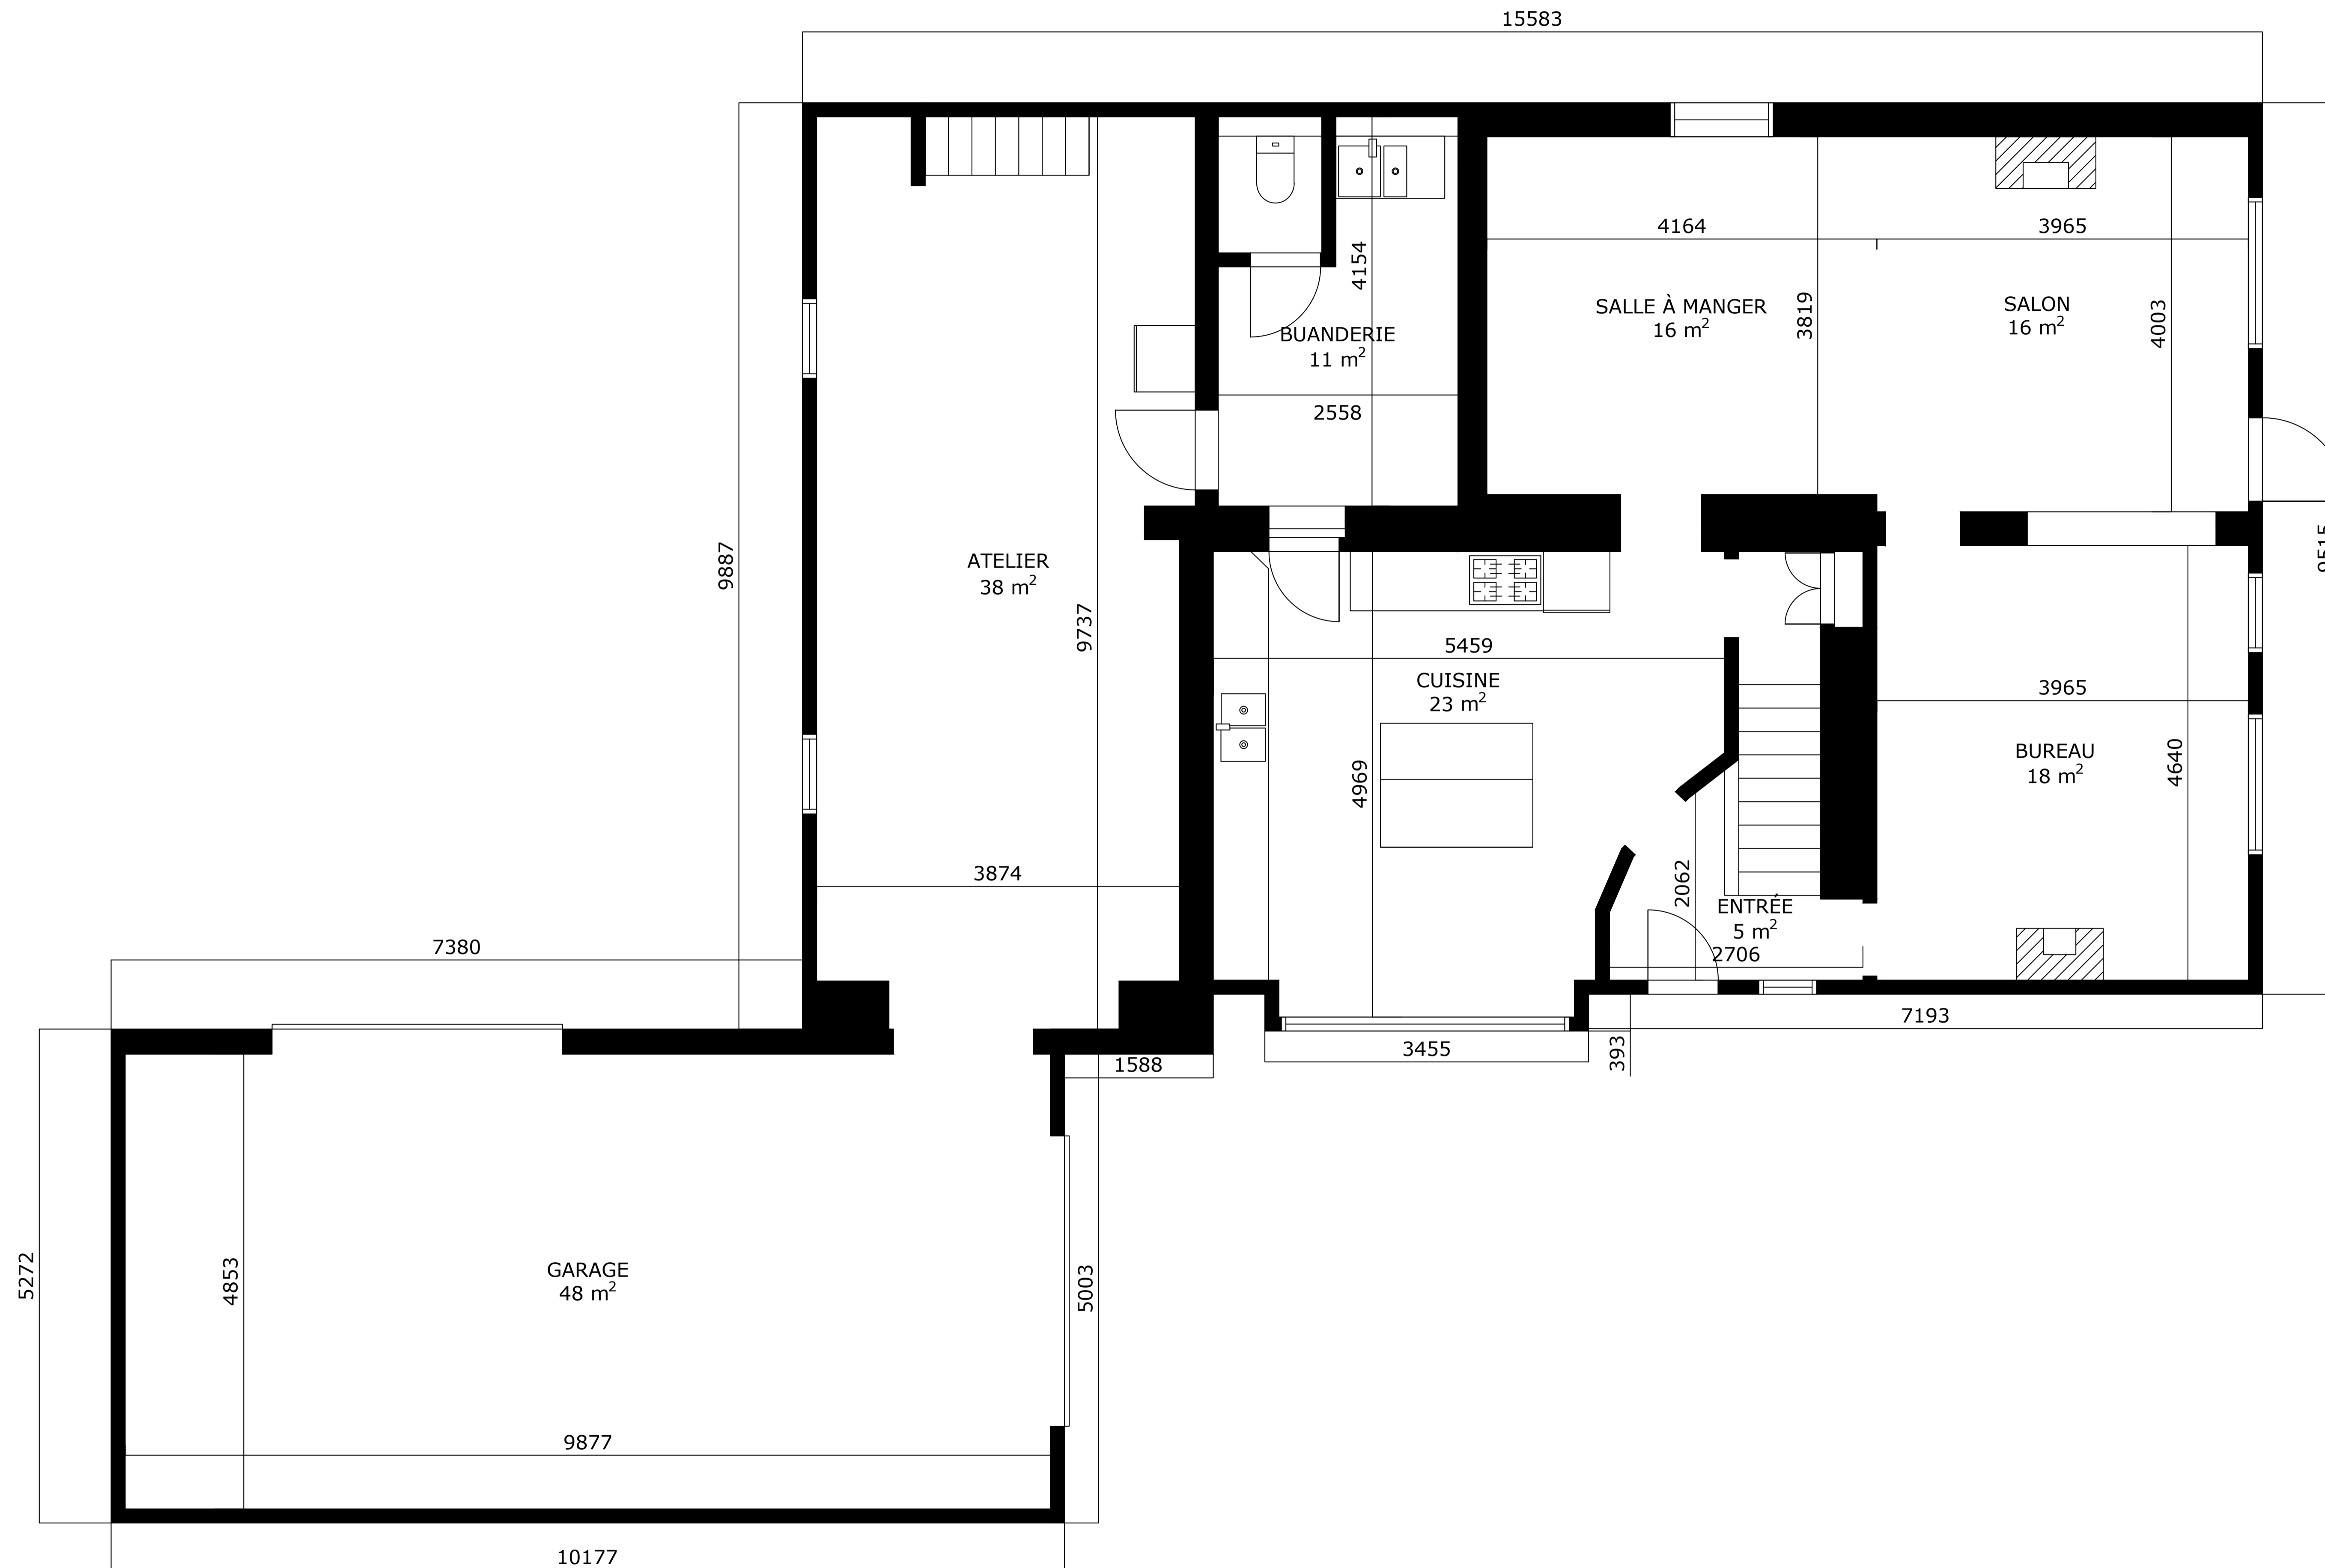 15583
4164
3965
4154
SALLE À MANGER
16 m²
3819
SALON
16 m²
4003
BUANDERIE
11 m²
2558
9887
ATELIER
38 m²
9737
9515
5459
CUISINE
23 m²
3965
BUREAU
18 m²
4640
4969
3874
2062
ENTRÉE
5 m²
2706
7380
7193
3455
393
1588
5272
4853
GARAGE
48 m²
5003
9877
10177